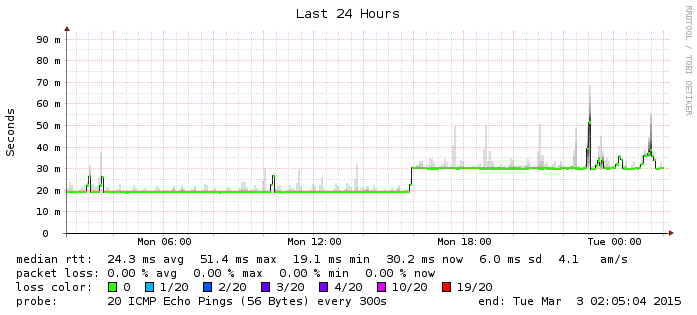 Last 24 Hours
RRDTOOL / TOBI OETIKER
Seconds
90 m
80 m
70 m
60 m
50 m
40 m
30 m
20 m
10 m
0
Mon 06:00 Mon 12:00 Mon 18:00 Tue 00:00
median rtt: 24.3 ms avg 51.4 ms max 19.1 ms min 30.2 ms now 6.0 ms sd 4.1 am/s
packet loss: 0.00 % avg 0.00 % max 0.00 % min 0.00 % now
loss color: 0 1/20 2/20 3/20 4/20 10/20 19/20
probe: 20 ICMP Echo Pings (56 Bytes) every 300s end: Tue Mar 3 02:05:04 2015